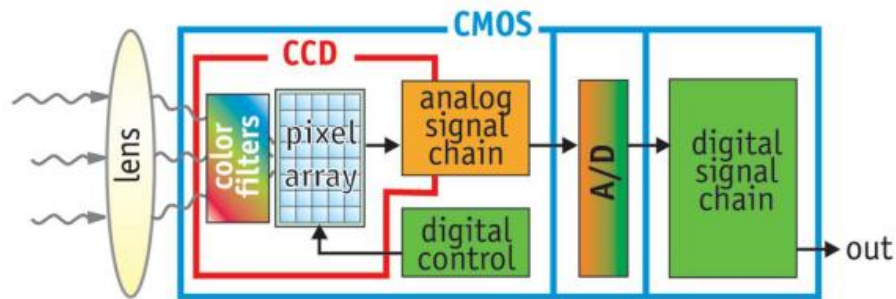 CMOS
CCD
lens
color
filters
pixel
array
analog
signal
chain
digital
control
A/D
digital
signal
chain
out